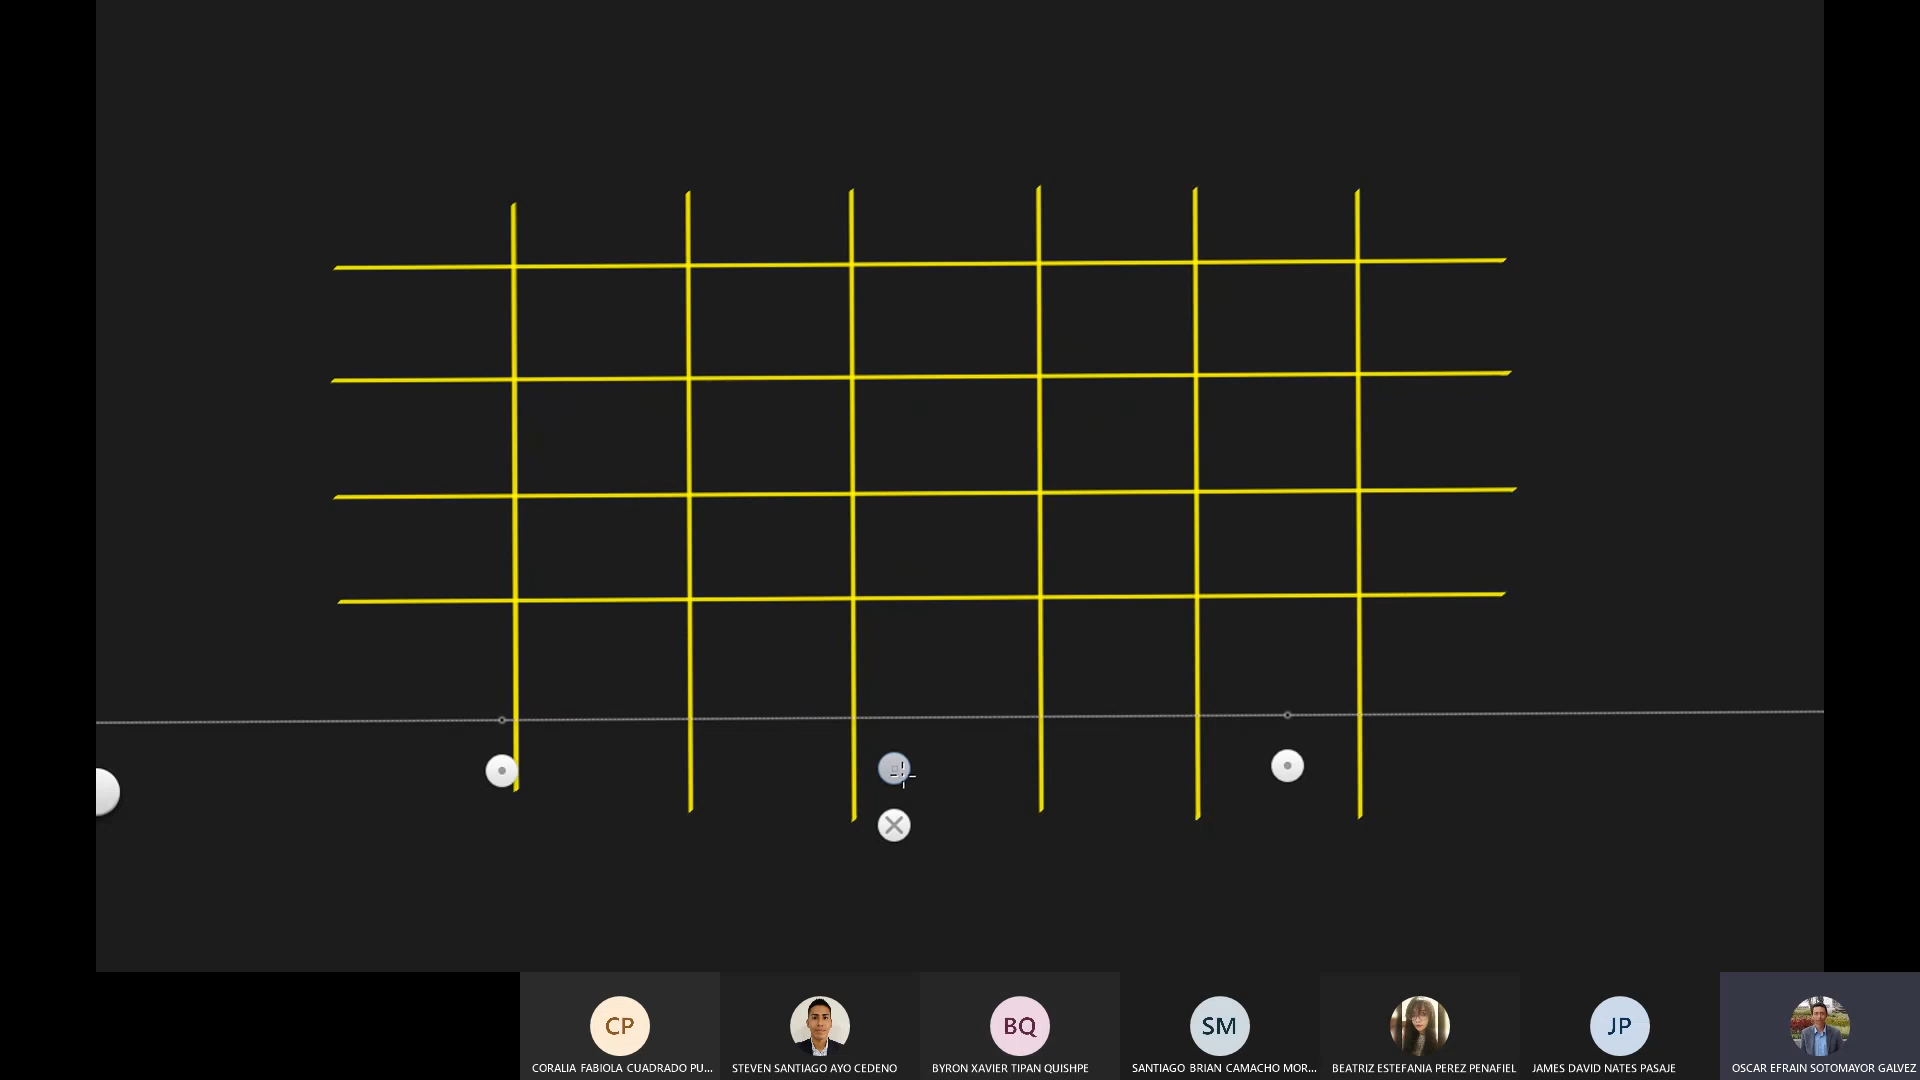 CP
BQ
SM
JP
CORALIA FABIOLA CUADRADO PU...
STEVEN SANTIAGO AYO CEDENO
BYRON XAVIER TIPAN QUISHPE
SANTIAGO BRIAN CAMACHO MOR...
BEATRIZ ESTEFANIA PEREZ PENAFIEL
JAMES DAVID NATES PASAJE
OSCAR EFRAIN SOTOMAYOR GALVEZ